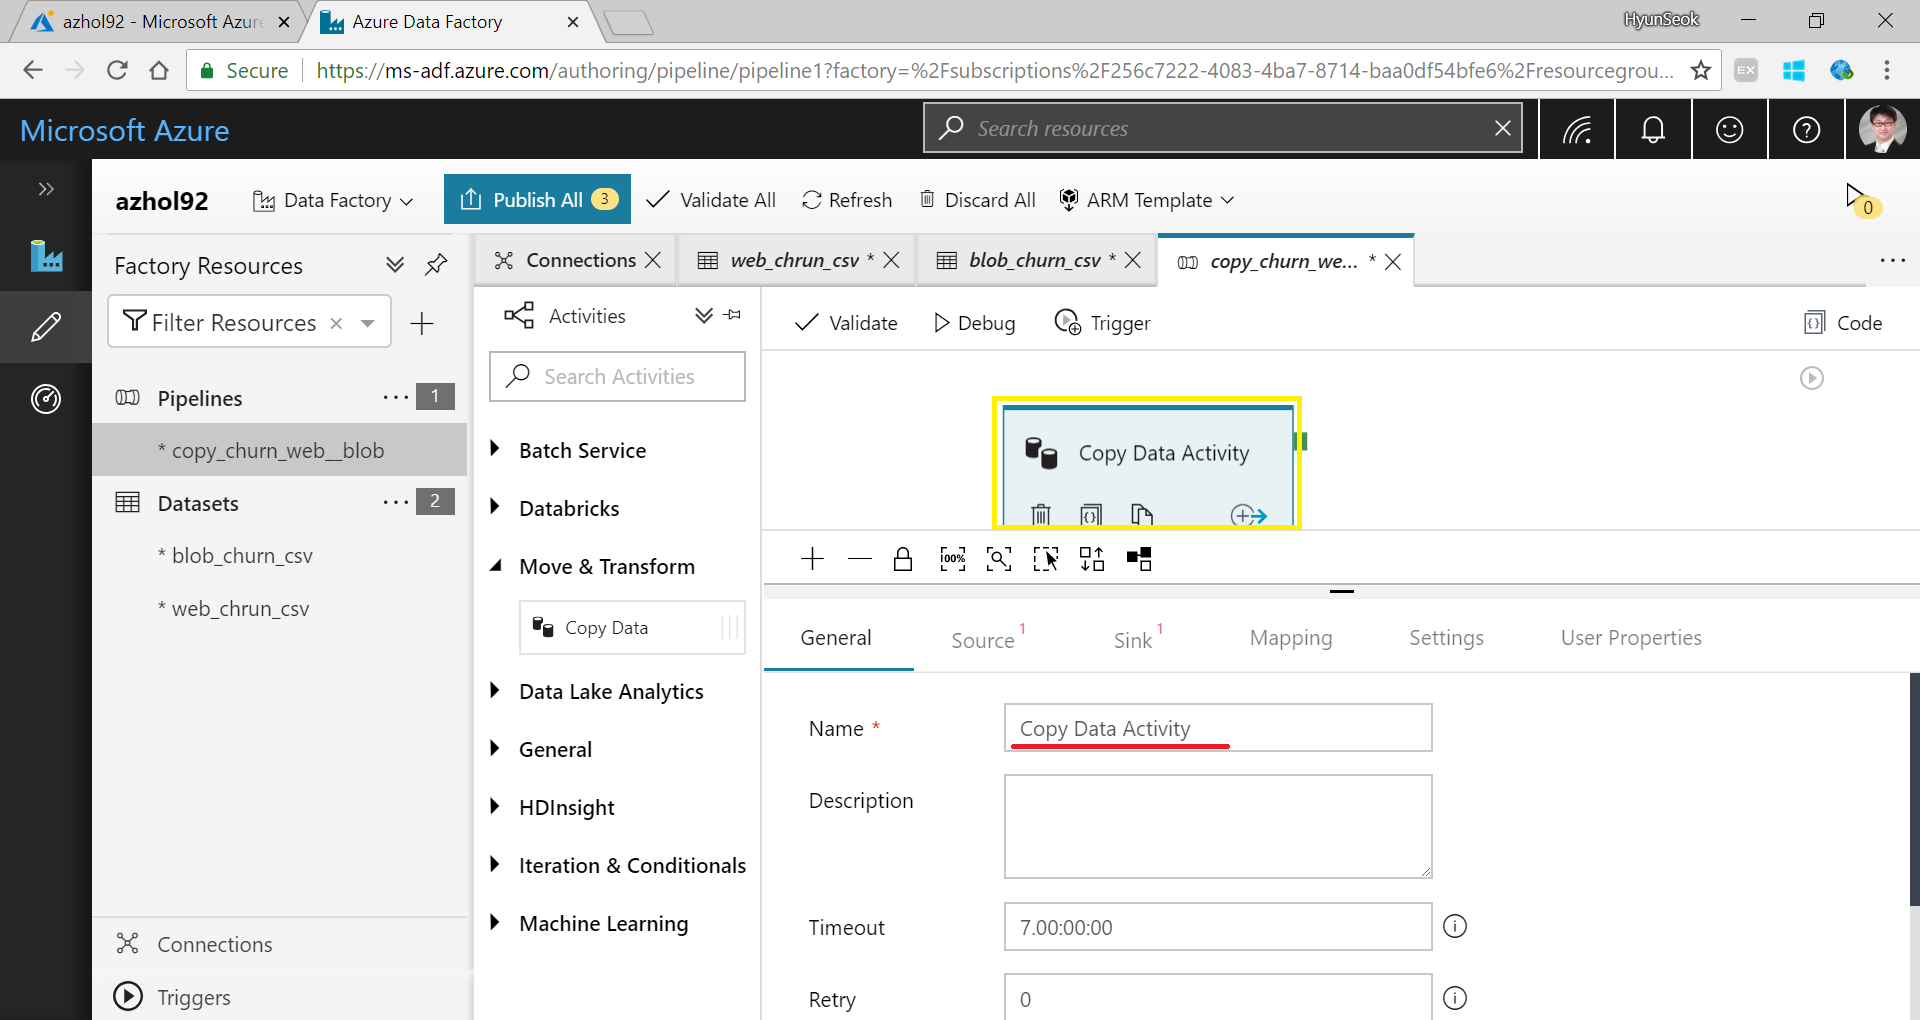 azhol92 - Microsoft Azure
Azure Data Factory
HyunSeok
Secure
https://ms-adf.azure.com/authoring/pipeline/pipeline1?factory=%2Fsubscriptions%2F256c7222-4083-4ba7-8714-baa0df54bfe6%2Fresourcegrou...
EX
Microsoft Azure
Search resources
azhol92
Data Factory
Publish All 3
Validate All
Refresh
Discard All
ARM Template
0
Factory Resources
Connections
web_chrun_csv *
blob_churn_csv *
copy_churn_we... *
Filter Resources
Activities
Validate
Debug
Trigger
Code
Search Activities
Pipelines 1
* copy_churn_web__blob
Datasets 2
* blob_churn_csv
* web_chrun_csv
Connections
Triggers
Batch Service
Databricks
Move & Transform
Copy Data
Data Lake Analytics
General
HDInsight
Iteration & Conditionals
Machine Learning
Copy Data Activity
100%
General
Source 1
Sink 1
Mapping
Settings
User Properties
Name *
Copy Data Activity
Description
Timeout
7.00:00:00
Retry
0